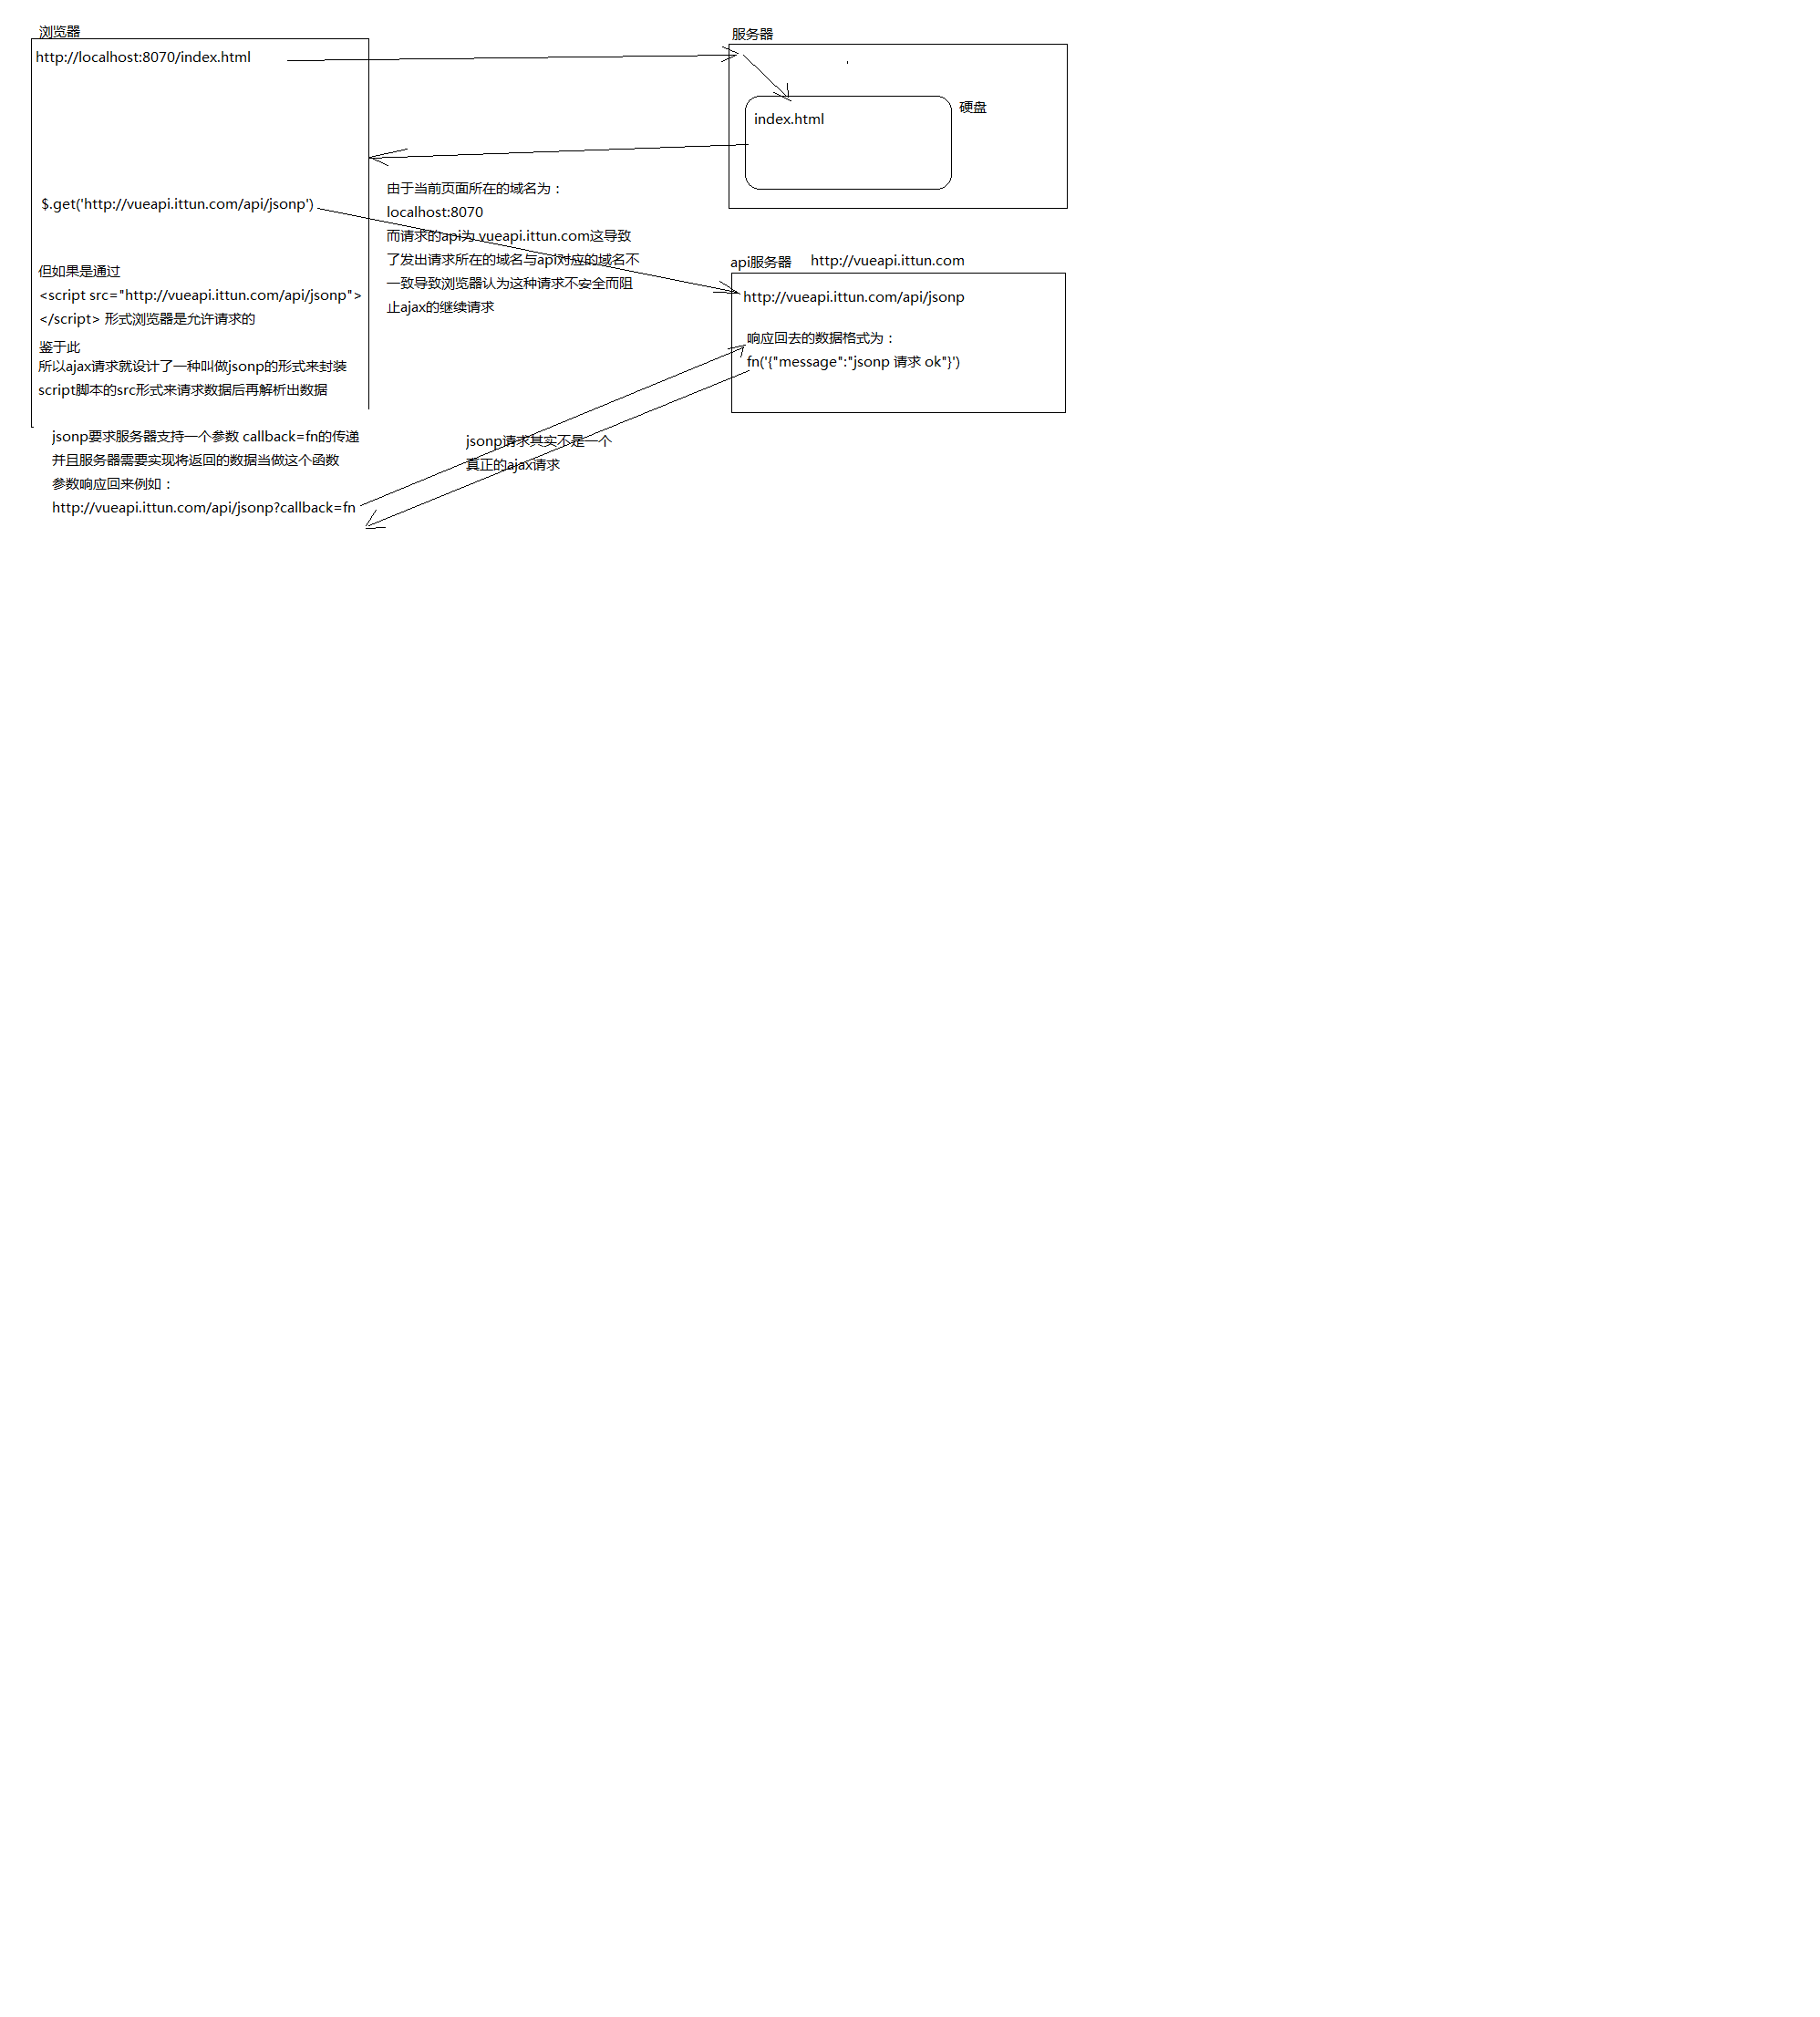 浏览器
http://localhost:8070/index.html
服务器
硬盘
index.html
$.get('http://vueapi.ittun.com/api/jsonp')
由于当前页面所在的域名为：
localhost:8070
而请求的api为 vueapi.ittun.com这导致
了发出请求所在的域名与api对应的域名不
一致导致浏览器认为这种请求不安全而阻
止ajax的继续请求
api服务器 http://vueapi.ittun.com
http://vueapi.ittun.com/api/jsonp
响应回去的数据格式为：
fn('{"message":"jsonp 请求 ok"}')
但如果是通过
<script src="http://vueapi.ittun.com/api/jsonp">
</script> 形式浏览器是允许请求的
鉴于此
所以ajax请求就设计了一种叫做jsonp的形式来封装
script脚本的src形式来请求数据后再解析出数据
jsonp要求服务器支持一个参数 callback=fn的传递
并且服务器需要实现将返回的数据当做这个函数
参数响应回来例如：
http://vueapi.ittun.com/api/jsonp?callback=fn
jsonp请求其实不是一个
真正的ajax请求